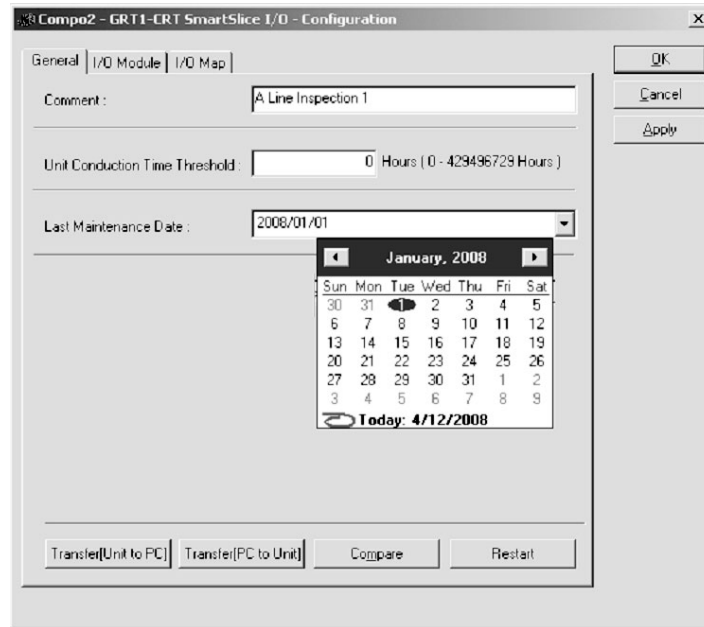 Compo2 - GRT1-CRT SmartSlice I/O - Configuration
General I/O Module I/O Map
OK
Cancel
Apply
Comment : A Line Inspection 1
Unit Conduction Time Threshold : 0 Hours ( 0 - 429496729 Hours )
Last Maintenance Date : 2008/01/01
January, 2008
Sun Mon Tue Wed Thu Fri Sat
30 31 1 2 3 4 5
6 7 8 9 10 11 12
13 14 15 16 17 18 19
20 21 22 23 24 25 26
27 28 29 30 31 1 2
3 4 5 6 7 8 9
Today: 4/12/2008
Transfer[Unit to PC] Transfer[PC to Unit] Compare Restart